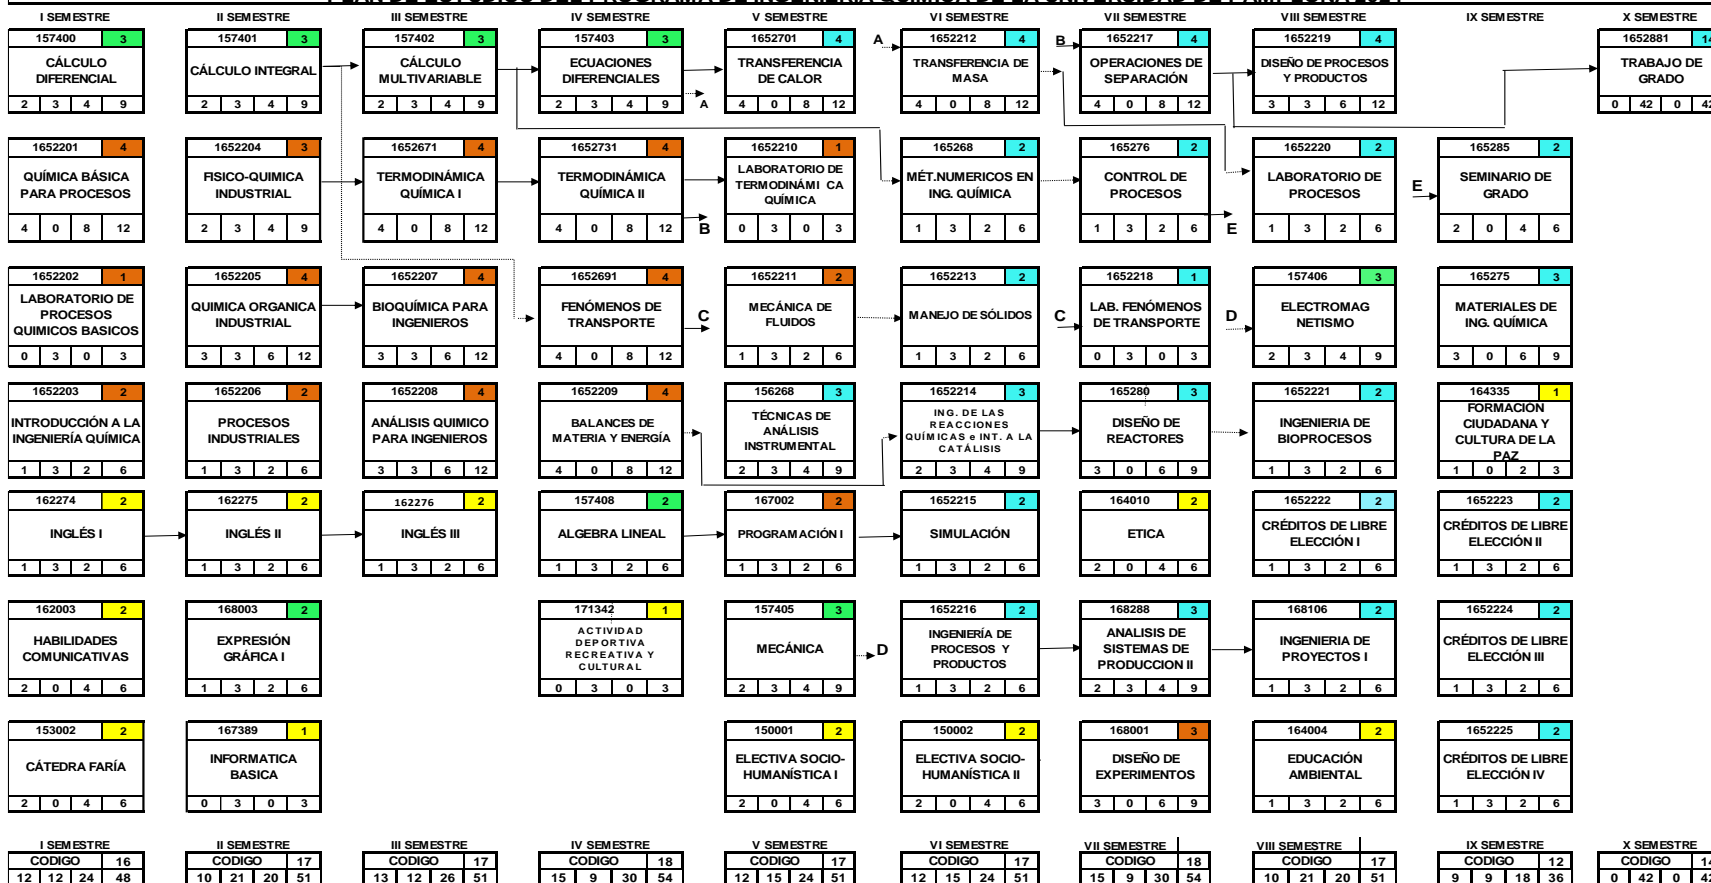 I SEMESTRE II SEMESTRE III SEMESTRE IV SEMESTRE V SEMESTRE VI SEMESTRE VII SEMESTRE VIII SEMESTRE IX SEMESTRE X SEMESTRE
157400 3
CÁLCULO
DIFERENCIAL
2 3 4 9
157401 3
CÁLCULO INTEGRAL
2 3 4 9
157402 3
CÁLCULO
MULTIVARIABLE
2 3 4 9
157403 3
ECUACIONES
DIFERENCIALES
2 3 4 9
A
1652701 4
TRANSFERENCIA
DE CALOR
4 0 8 12
A
1652212 4
TRANSFERENCIA DE
MASA
4 0 8 12
B
1652217 4
OPERACIONES DE
SEPARACIÓN
4 0 8 12
1652219 4
DISEÑO DE PROCESOS
Y PRODUCTOS
3 3 6 12
1652881 14
TRABAJO DE
GRADO
0 42 0 42
1652201 4
QUÍMICA BÁSICA
PARA PROCESOS
4 0 8 12
1652204 3
FISICO-QUIMICA
INDUSTRIAL
2 3 4 9
1652671 4
TERMODINÁMICA
QUÍMICA I
4 0 8 12
1652731 4
TERMODINÁMICA
QUÍMICA II
4 0 8 12
B
1652210 1
LABORATORIO DE
TERMODINÁMI CA
QUÍMICA
0 3 0 3
165268 2
MÉT.NUMERICOS EN
ING. QUÍMICA
1 3 2 6
165276 2
CONTROL DE
PROCESOS
1 3 2 6
E
1652220 2
LABORATORIO DE
PROCESOS
1 3 2 6
E
165285 2
SEMINARIO DE
GRADO
2 0 4 6
1652202 1
LABORATORIO DE
PROCESOS
QUIMICOS BASICOS
0 3 0 3
1652205 4
QUIMICA ORGANICA
INDUSTRIAL
3 3 6 12
1652207 4
BIOQUÍMICA PARA
INGENIEROS
3 3 6 12
1652691 4
FENÓMENOS DE
TRANSPORTE
4 0 8 12
C
1652211 2
MECÁNICA DE
FLUIDOS
1 3 2 6
1652213 2
MANEJO DE SÓLIDOS
1 3 2 6
C
1652218 1
LAB. FENÓMENOS
DE TRANSPORTE
0 3 0 3
D
157406 3
ELECTROMAG
NETISMO
2 3 4 9
165275 3
MATERIALES DE
ING. QUÍMICA
3 0 6 9
1652203 2
INTRODUCCIÓN A LA
INGENIERÍA QUÍMICA
1 3 2 6
1652206 2
PROCESOS
INDUSTRIALES
1 3 2 6
1652208 4
ANÁLISIS QUIMICO
PARA INGENIEROS
3 3 6 12
1652209 4
BALANCES DE
MATERIA Y ENERGÍA
4 0 8 12
156268 3
TÉCNICAS DE
ANÁLISIS
INSTRUMENTAL
2 3 4 9
1652214 3
ING. DE LAS
REACCIONES
QUÍMICAS e INT. A LA
CATÁLISIS
2 3 4 9
165280 3
DISEÑO DE
REACTORES
3 0 6 9
1652221 2
INGENIERIA DE
BIOPROCESOS
1 3 2 6
164335 1
FORMACIÓN
CIUDADANA Y
CULTURA DE LA
PAZ
1 0 2 3
162274 2
INGLÉS I
1 3 2 6
162275 2
INGLÉS II
1 3 2 6
162276 2
INGLÉS III
1 3 2 6
157408 2
ALGEBRA LINEAL
1 3 2 6
167002 2
PROGRAMACIÓN I
1 3 2 6
1652215 2
SIMULACIÓN
1 3 2 6
164010 2
ETICA
2 0 4 6
1652222 2
CRÉDITOS DE LIBRE
ELECCIÓN I
1 3 2 6
1652223 2
CRÉDITOS DE LIBRE
ELECCIÓN II
1 3 2 6
162003 2
HABILIDADES
COMUNICATIVAS
2 0 4 6
168003 2
EXPRESIÓN
GRÁFICA I
1 3 2 6
171342 1
ACTIVIDAD
DEPORTIVA
RECREATIVA Y
CULTURAL
0 3 0 3
157405 3
MECÁNICA
2 3 4 9
D
1652216 2
INGENIERÍA DE
PROCESOS Y
PRODUCTOS
1 3 2 6
168288 3
ANALISIS DE
SISTEMAS DE
PRODUCCION II
2 3 4 9
168106 2
INGENIERIA DE
PROYECTOS I
1 3 2 6
1652224 2
CRÉDITOS DE LIBRE
ELECCIÓN III
1 3 2 6
153002 2
CÁTEDRA FARÍA
2 0 4 6
167389 1
INFORMATICA
BASICA
0 3 0 3
150001 2
ELECTIVA SOCIO-
HUMANÍSTICA I
2 0 4 6
150002 2
ELECTIVA SOCIO-
HUMANÍSTICA II
2 0 4 6
168001 3
DISEÑO DE
EXPERIMENTOS
3 0 6 9
164004 2
EDUCACIÓN
AMBIENTAL
1 3 2 6
1652225 2
CRÉDITOS DE LIBRE
ELECCIÓN IV
1 3 2 6
I SEMESTRE II SEMESTRE III SEMESTRE IV SEMESTRE V SEMESTRE VI SEMESTRE VII SEMESTRE VIII SEMESTRE IX SEMESTRE X SEMESTRE
CODIGO 16 CODIGO 17 CODIGO 17 CODIGO 18 CODIGO 17 CODIGO 17 CODIGO 18 CODIGO 17 CODIGO 12 CODIGO 14
12 12 24 48 10 21 20 51 13 12 26 51 15 9 30 54 12 15 24 51 12 15 24 51 15 9 30 54 10 21 20 51 9 9 18 36 0 42 0 42